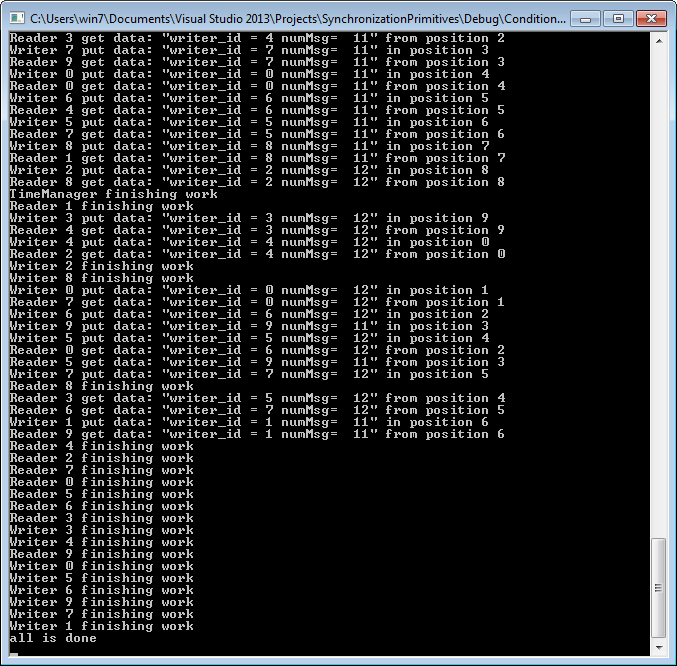 C:\Users\win7\Documents\Visual Studio 2013\Projects\SynchronizationPrimitives\Debug\Condition...
Reader 3 get data: "writer_id = 4 numMsg=  11" from position 2
Writer 7 put data: "writer_id = 7 numMsg=  11" in position 3
Reader 9 get data: "writer_id = 7 numMsg=  11" from position 3
Writer 0 put data: "writer_id = 0 numMsg=  11" in position 4
Reader 0 get data: "writer_id = 0 numMsg=  11" from position 4
Writer 6 put data: "writer_id = 6 numMsg=  11" in position 5
Reader 4 get data: "writer_id = 6 numMsg=  11" from position 5
Writer 5 put data: "writer_id = 5 numMsg=  11" in position 6
Reader 7 get data: "writer_id = 5 numMsg=  11" from position 6
Writer 8 put data: "writer_id = 8 numMsg=  11" in position 7
Reader 1 get data: "writer_id = 8 numMsg=  11" from position 7
Writer 2 put data: "writer_id = 2 numMsg=  12" in position 8
Reader 8 get data: "writer_id = 2 numMsg=  12" from position 8
TimeManager finishing work
Reader 1 finishing work
Writer 3 put data: "writer_id = 3 numMsg=  12" in position 9
Reader 4 get data: "writer_id = 3 numMsg=  12" from position 9
Writer 4 put data: "writer_id = 4 numMsg=  12" in position 0
Reader 2 get data: "writer_id = 4 numMsg=  12" from position 0
Writer 2 finishing work
Writer 8 finishing work
Writer 0 put data: "writer_id = 0 numMsg=  12" in position 1
Reader 7 get data: "writer_id = 0 numMsg=  12" from position 1
Writer 6 put data: "writer_id = 6 numMsg=  12" in position 2
Writer 9 put data: "writer_id = 9 numMsg=  11" in position 3
Writer 5 put data: "writer_id = 5 numMsg=  12" in position 4
Reader 0 get data: "writer_id = 6 numMsg=  12" from position 2
Reader 5 get data: "writer_id = 9 numMsg=  11" from position 3
Writer 7 put data: "writer_id = 7 numMsg=  12" in position 5
Reader 8 finishing work
Reader 3 get data: "writer_id = 5 numMsg=  12" from position 4
Reader 6 get data: "writer_id = 7 numMsg=  12" from position 5
Writer 1 put data: "writer_id = 1 numMsg=  11" in position 6
Reader 9 get data: "writer_id = 1 numMsg=  11" from position 6
Reader 4 finishing work
Reader 2 finishing work
Reader 7 finishing work
Reader 0 finishing work
Reader 5 finishing work
Reader 6 finishing work
Reader 3 finishing work
Writer 3 finishing work
Writer 4 finishing work
Reader 9 finishing work
Writer 0 finishing work
Writer 5 finishing work
Writer 6 finishing work
Writer 9 finishing work
Writer 7 finishing work
Writer 1 finishing work
all is done